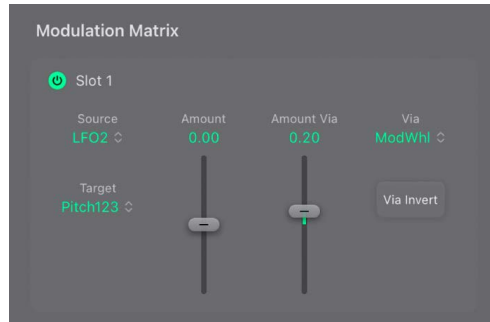 Modulation Matrix
Slot 1
Source Amount Amount Via Via
LFO2 0.00 0.20 ModWhl
Target
Pitch123
Via Invert